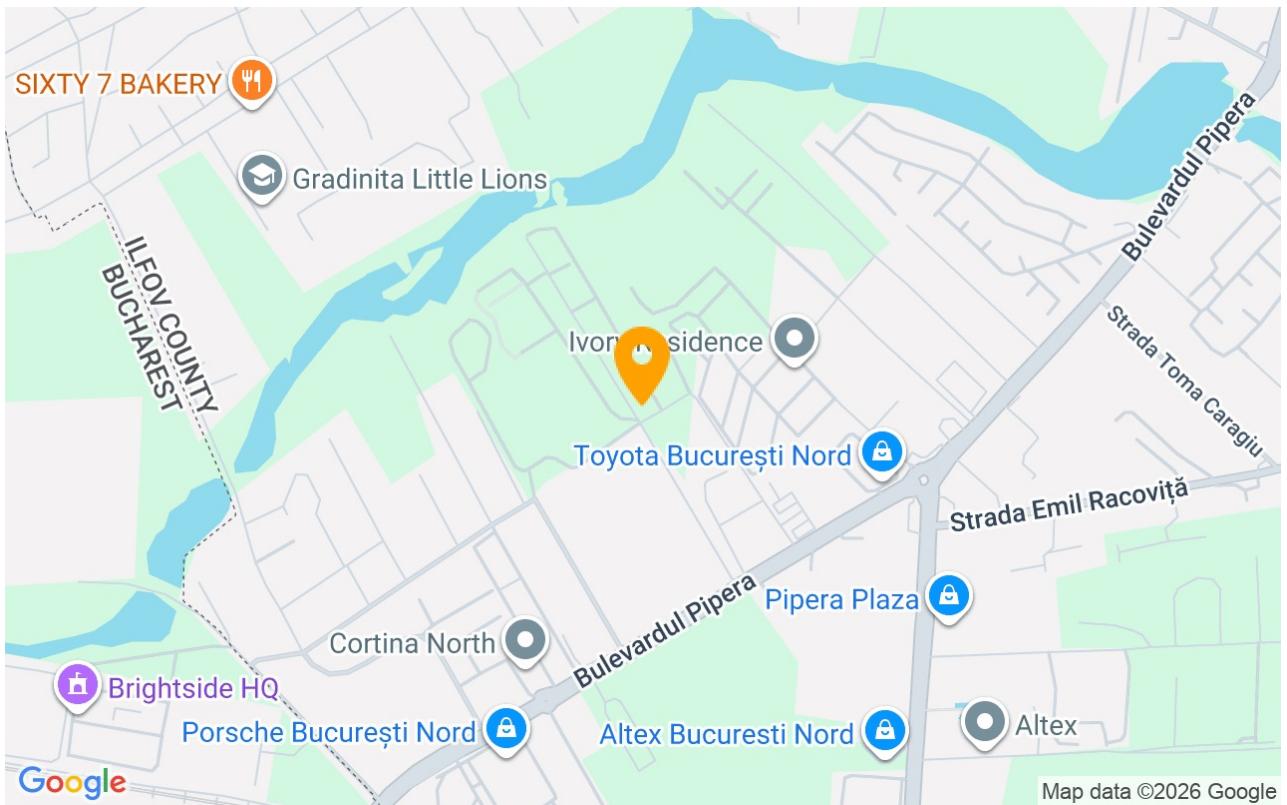 SIXTY 7 BAKERY
Gradinita Little Lions
Bulevardul Pipera
ILFOV COUNTY
BUCHAREST
Strada Toma Caragiu
Ivory Residence
Toyota București Nord
Strada Emil Racoviță
Pipera Plaza
Bulevardul Pipera
Cortina North
Brightside HQ
Porsche București Nord
Altex Bucuresti Nord
Altex
Google
Map data ©2026 Google